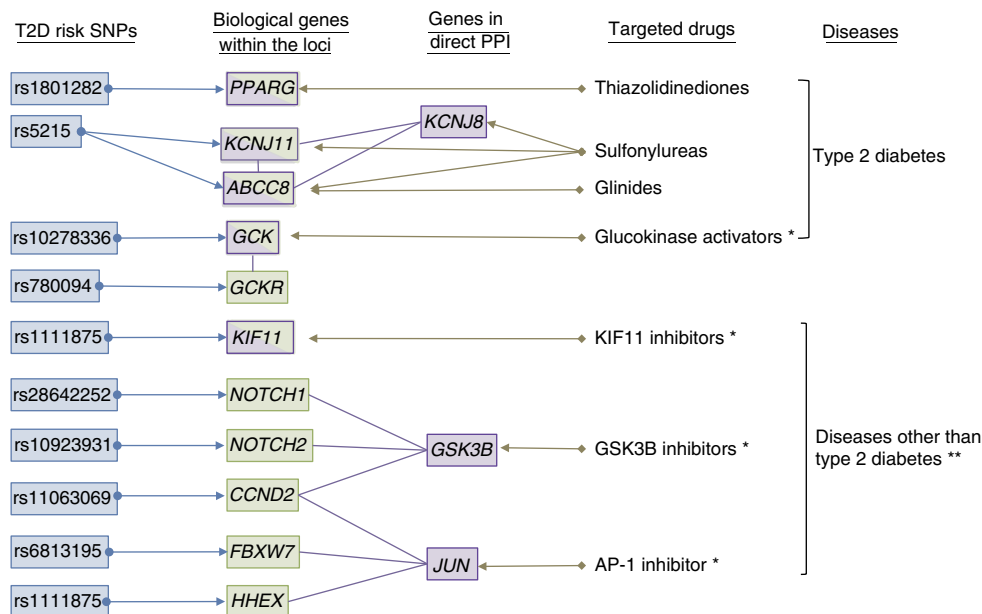 T2D risk SNPs
Biological genes
within the loci
Genes in
direct PPI
Targeted drugs
Diseases
rs1801282
PPARG
Thiazolidinediones
rs5215
KCNJ11
KCNJ8
Sulfonylureas
Type 2 diabetes
ABCC8
Glinides
rs10278336
GCK
Glucokinase activators *
rs780094
GCKR
rs1111875
KIF11
KIF11 inhibitors *
rs28642252
NOTCH1
rs10923931
NOTCH2
GSK3B
GSK3B inhibitors *
Diseases other than
type 2 diabetes **
rs11063069
CCND2
rs6813195
FBXW7
JUN
AP-1 inhibitor *
rs1111875
HHEX